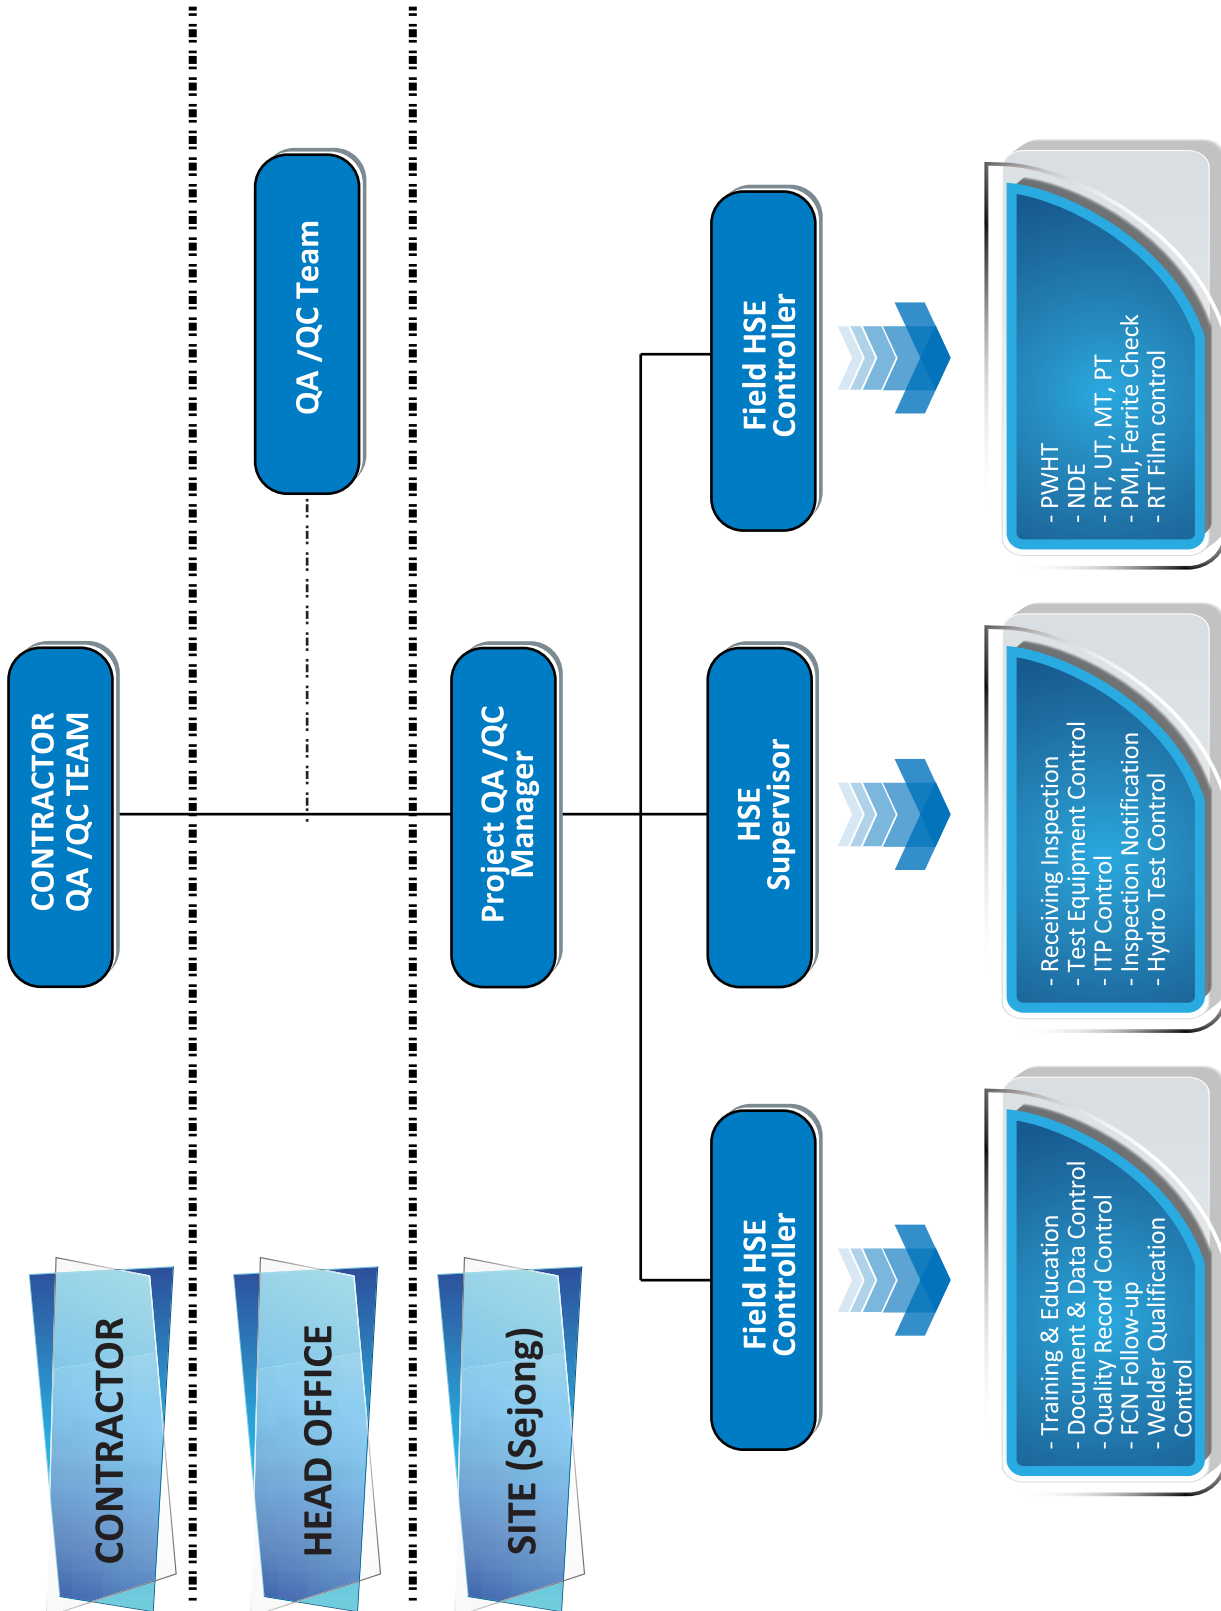 CONTRACTOR
CONTRACTOR
QA /QC TEAM
HEAD OFFICE
QA /QC Team
SITE (Sejong)
Project QA /QC
Manager
Field HSE
Controller
HSE
Supervisor
Field HSE
Controller
- Training & Education
- Document & Data Control
- Quality Record Control
- FCN Follow-up
- Welder Qualification
Control
- Receiving Inspection
- Test Equipment Control
- ITP Control
- Inspection Notification
- Hydro Test Control
- PWHT
- NDE
- RT, UT, MT, PT
- PMI, Ferrite Check
- RT Film control